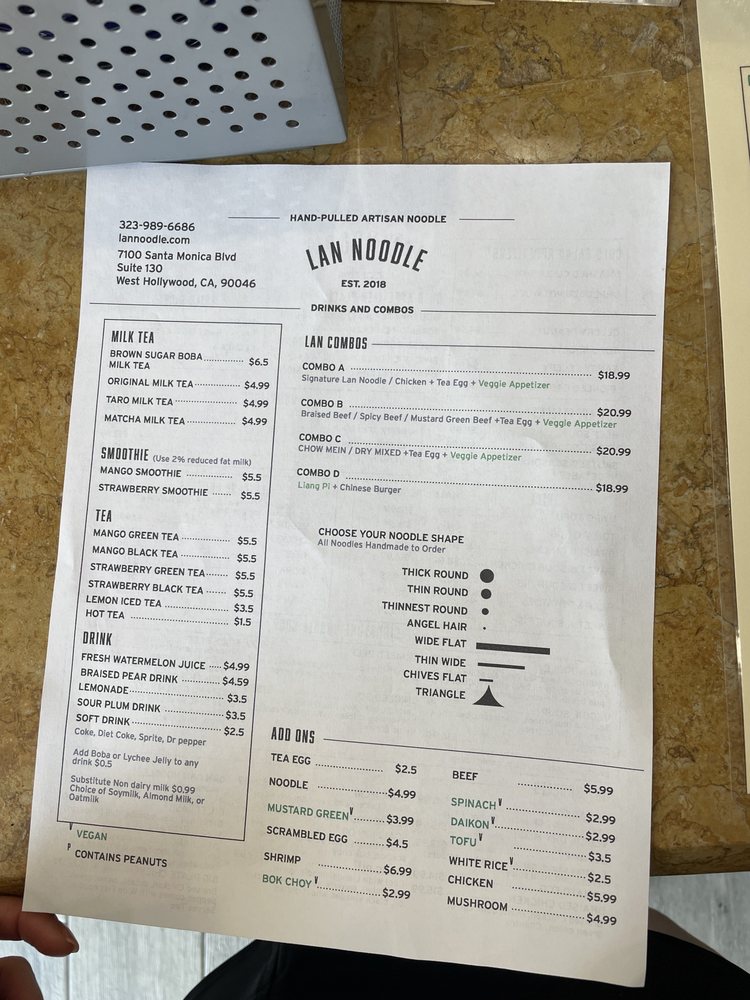 HAND-PULLED ARTISAN NOODLE
323-989-6686
lannoodle.com
7100 Santa Monica Blvd
Suite 130
West Hollywood, CA, 90046
LAN NOODLE
EST. 2018
DRINKS AND COMBOS
MILK TEA
BROWN SUGAR BOBA MILK TEA ............ $6.5
ORIGINAL MILK TEA ............ $4.99
TARO MILK TEA ............ $4.99
MATCHA MILK TEA ............ $4.99
SMOOTHIE (Use 2% reduced fat milk)
MANGO SMOOTHIE ............ $5.5
STRAWBERRY SMOOTHIE ...... $5.5
TEA
MANGO GREEN TEA ............ $5.5
MANGO BLACK TEA ............ $5.5
STRAWBERRY GREEN TEA ...... $5.5
STRAWBERRY BLACK TEA ...... $5.5
LEMON ICED TEA ............ $3.5
HOT TEA ............ $1.5
DRINK
FRESH WATERMELON JUICE .... $4.99
BRAISED PEAR DRINK ............ $4.59
LEMONADE ............ $3.5
SOUR PLUM DRINK ............ $3.5
SOFT DRINK ............ $2.5
Coke, Diet Coke, Sprite, Dr pepper
Add Boba or Lychee Jelly to any
drink $0.5
Substitute Non dairy milk $0.99
Choice of Soymilk, Almond Milk, or
Oatmilk
V VEGAN
P CONTAINS PEANUTS
LAN COMBOS
COMBO A ............ $18.99
Signature Lan Noodle / Chicken + Tea Egg + Veggie Appetizer
COMBO B ............ $20.99
Braised Beef / Spicy Beef / Mustard Green Beef +Tea Egg + Veggie Appetizer
COMBO C ............ $20.99
CHOW MEIN / DRY MIXED +Tea Egg + Veggie Appetizer
COMBO D ............ $18.99
Liang Pi + Chinese Burger
CHOOSE YOUR NOODLE SHAPE
All Noodles Handmade to Order
THICK ROUND
THIN ROUND
THINNEST ROUND
ANGEL HAIR
WIDE FLAT
THIN WIDE
CHIVES FLAT
TRIANGLE
ADD ONS
TEA EGG ............ $2.5
NOODLE ............ $4.99
MUSTARD GREEN V ............ $3.99
SCRAMBLED EGG ............ $4.5
SHRIMP ............ $6.99
BOK CHOY V ............ $2.99
BEEF ............ $5.99
SPINACH V ............ $2.99
DAIKON V ............ $2.99
TOFU V ............ $3.5
WHITE RICE V ............ $2.5
CHICKEN ............ $5.99
MUSHROOM ............ $4.99